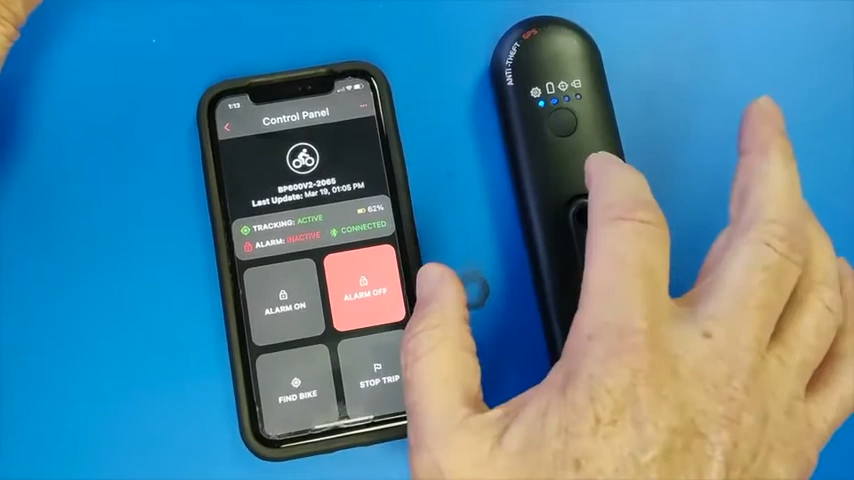 1:13
Control Panel
BP600V2-2065
Last Update: Mar 19, 01:05 PM
TRACKING: ACTIVE
62%
ALARM: INACTIVE
CONNECTED
ALARM ON
ALARM OFF
FIND BIKE
STOP TRIP
ANTI-THEFT GPS